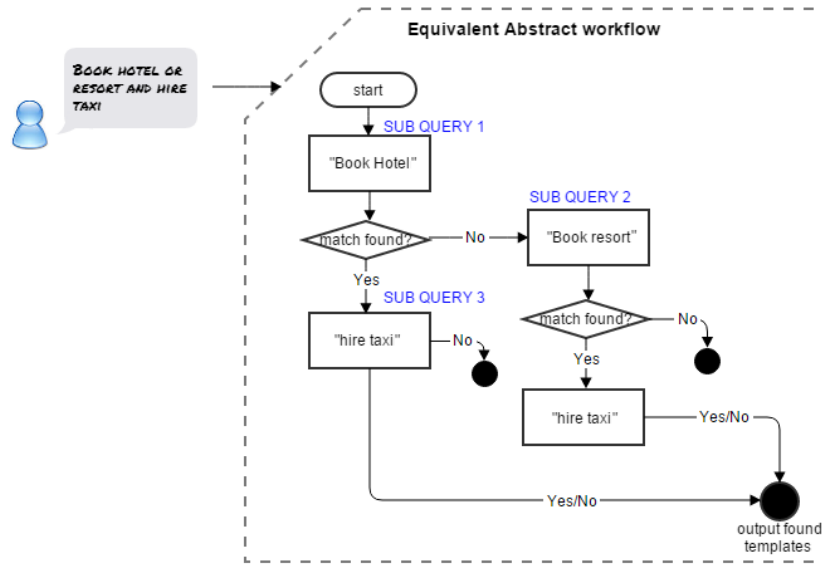 Equivalent Abstract workflow
BOOK HOTEL OR
RESORT AND HIRE
TAXI
start
SUB QUERY 1
"Book Hotel"
SUB QUERY 2
match found?
No
"Book resort"
Yes
SUB QUERY 3
"hire taxi"
No
match found?
No
Yes
"hire taxi"
Yes/No
Yes/No
output found
templates